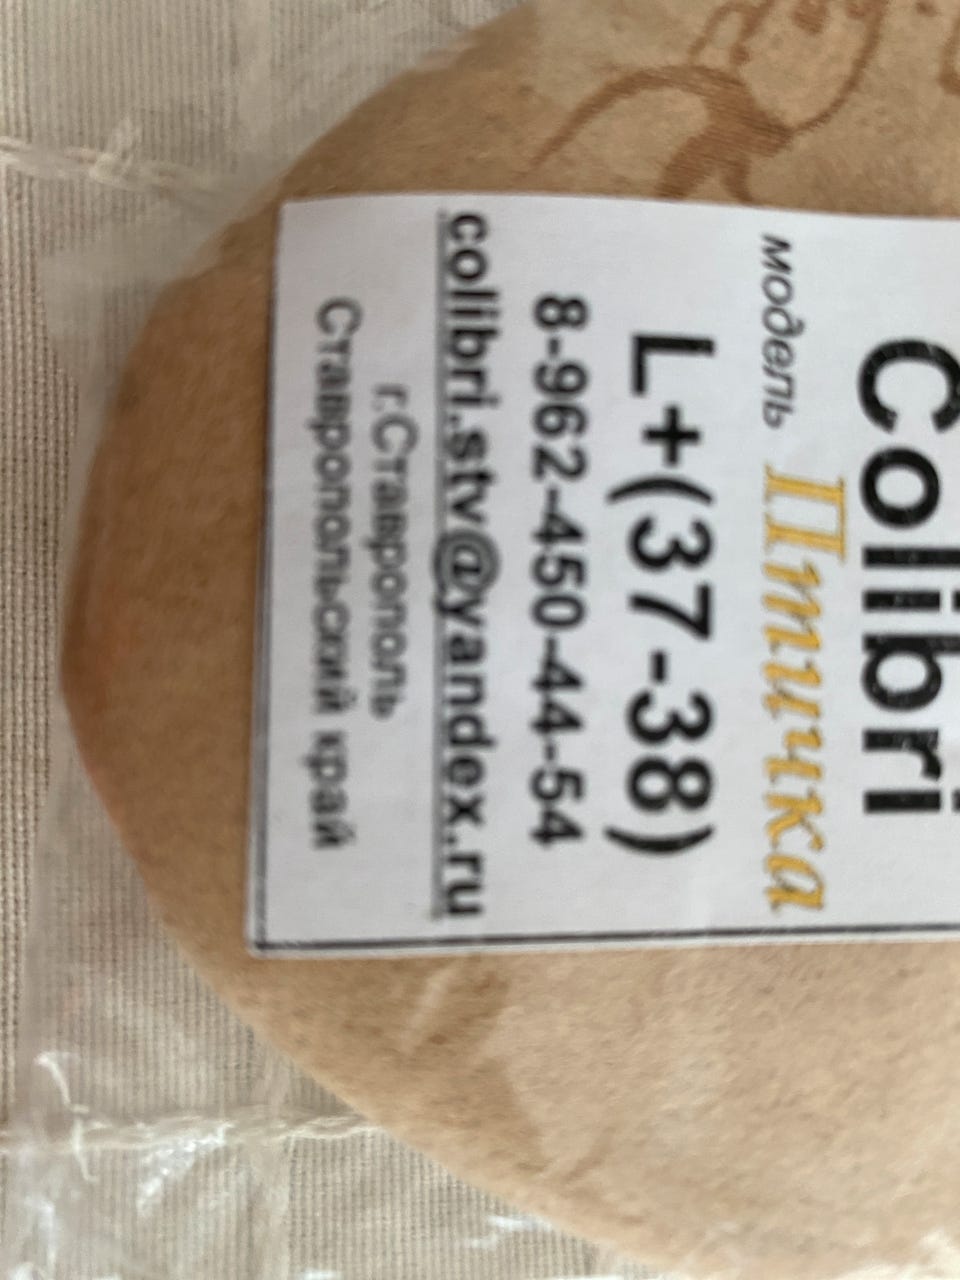 Colibri
модель Птичка
L+(37-38)
8-962-450-44-54
colibri.stv@yandex.ru
г.Ставрополь
Ставропольский край